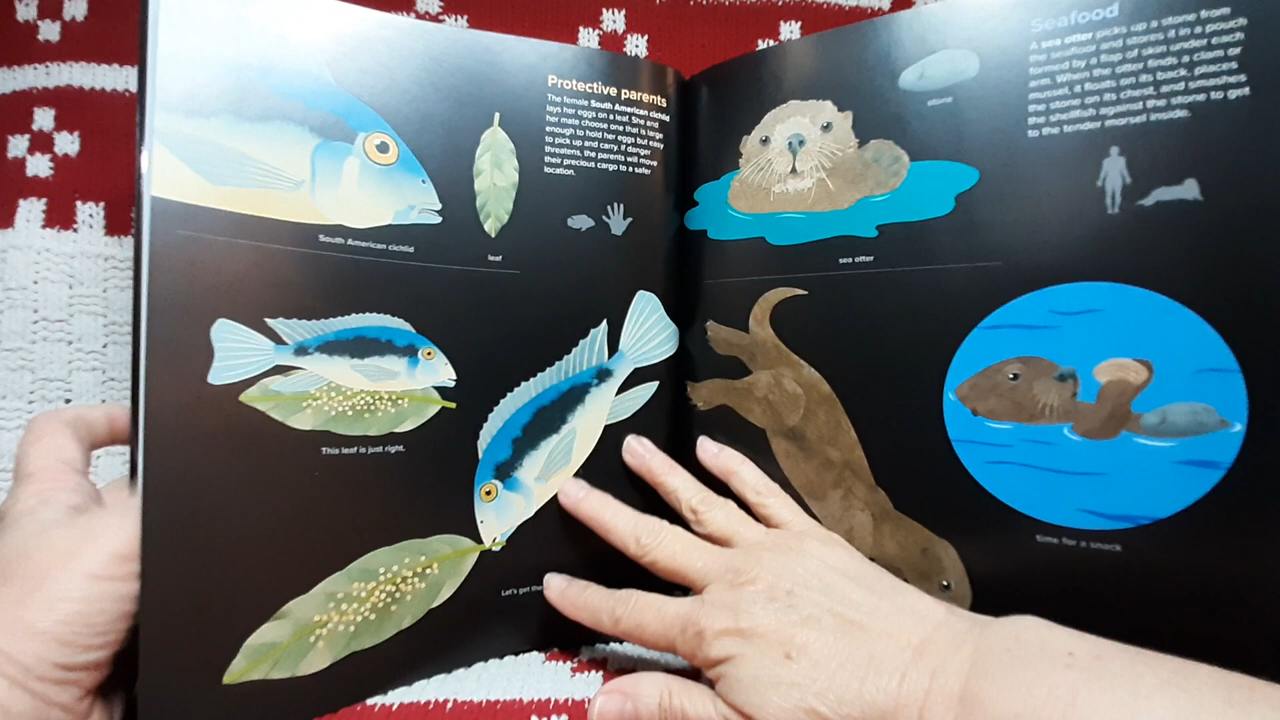 Protective parents
The female South American cichlid
lays her eggs on a leaf. She and
her mate choose one that is large
enough to hold her eggs but easy
to pick up and carry. If danger
threatens, the parents will move
their precious cargo to a safer
location.
South American cichlid
leaf
This leaf is just right.
Let's get the
Seafood
A sea otter picks up a stone from
the seafloor and stores it in a pouch
formed by a flap of skin under each
arm. When the otter finds a clam or
mussel, it floats on its back, places
the stone on its chest, and smashes
the shellfish against the stone to get
to the tender morsel inside.
stone
sea otter
time for a snack